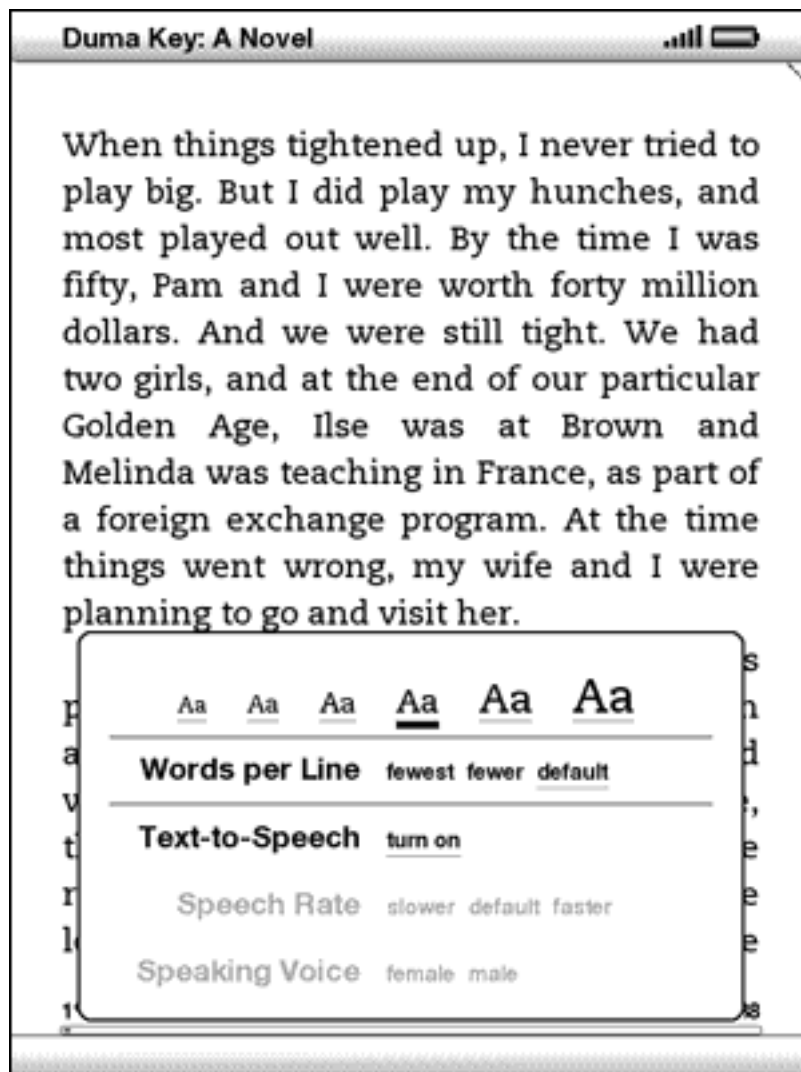 Duma Key: A Novel
When things tightened up, I never tried to
play big. But I did play my hunches, and
most played out well. By the time I was
fifty, Pam and I were worth forty million
dollars. And we were still tight. We had
two girls, and at the end of our particular
Golden Age, Ilse was at Brown and
Melinda was teaching in France, as part of
a foreign exchange program. At the time
things went wrong, my wife and I were
planning to go and visit her.
Aa Aa Aa Aa Aa Aa
Words per Line fewest fewer default
Text-to-Speech turn on
Speech Rate slower default faster
Speaking Voice female male